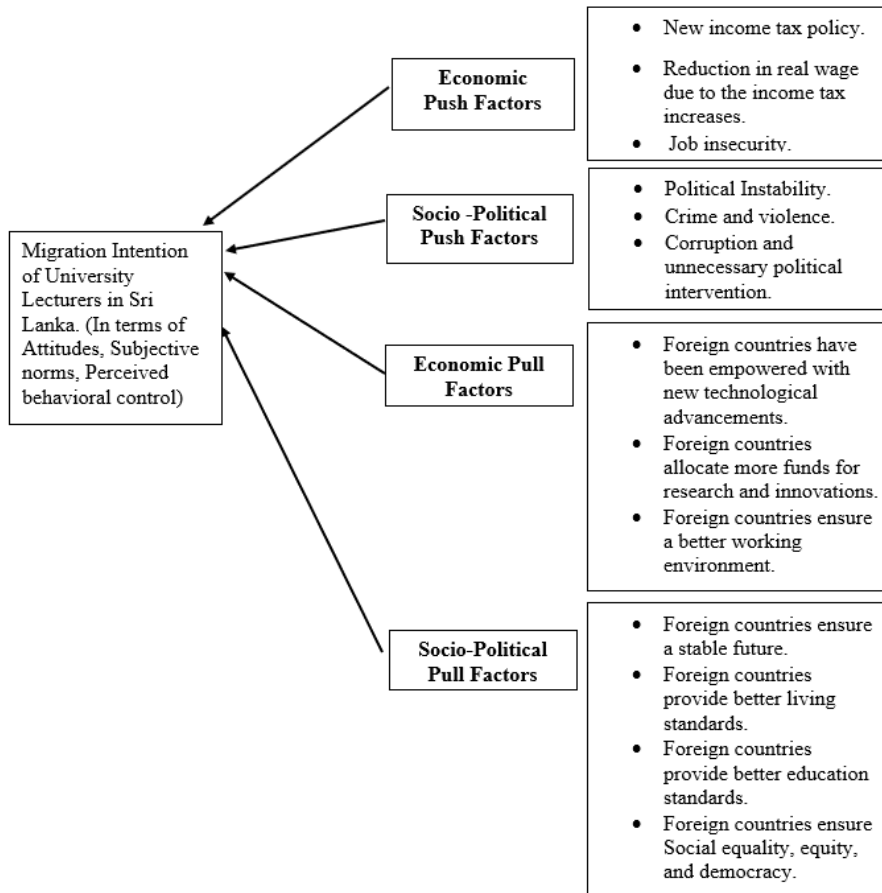 Economic
Push Factors
• New income tax policy.
• Reduction in real wage
due to the income tax
increases.
• Job insecurity.
Socio -Political
Push Factors
• Political Instability.
• Crime and violence.
• Corruption and
unnecessary political
intervention.
Migration Intention
of University
Lecturers in Sri
Lanka. (In terms of
Attitudes, Subjective
norms, Perceived
behavioral control)
Economic Pull
Factors
• Foreign countries have
been empowered with
new technological
advancements.
• Foreign countries
allocate more funds for
research and innovations.
• Foreign countries ensure
a better working
environment.
Socio-Political
Pull Factors
• Foreign countries ensure
a stable future.
• Foreign countries
provide better living
standards.
• Foreign countries
provide better education
standards.
• Foreign countries ensure
Social equality, equity,
and democracy.